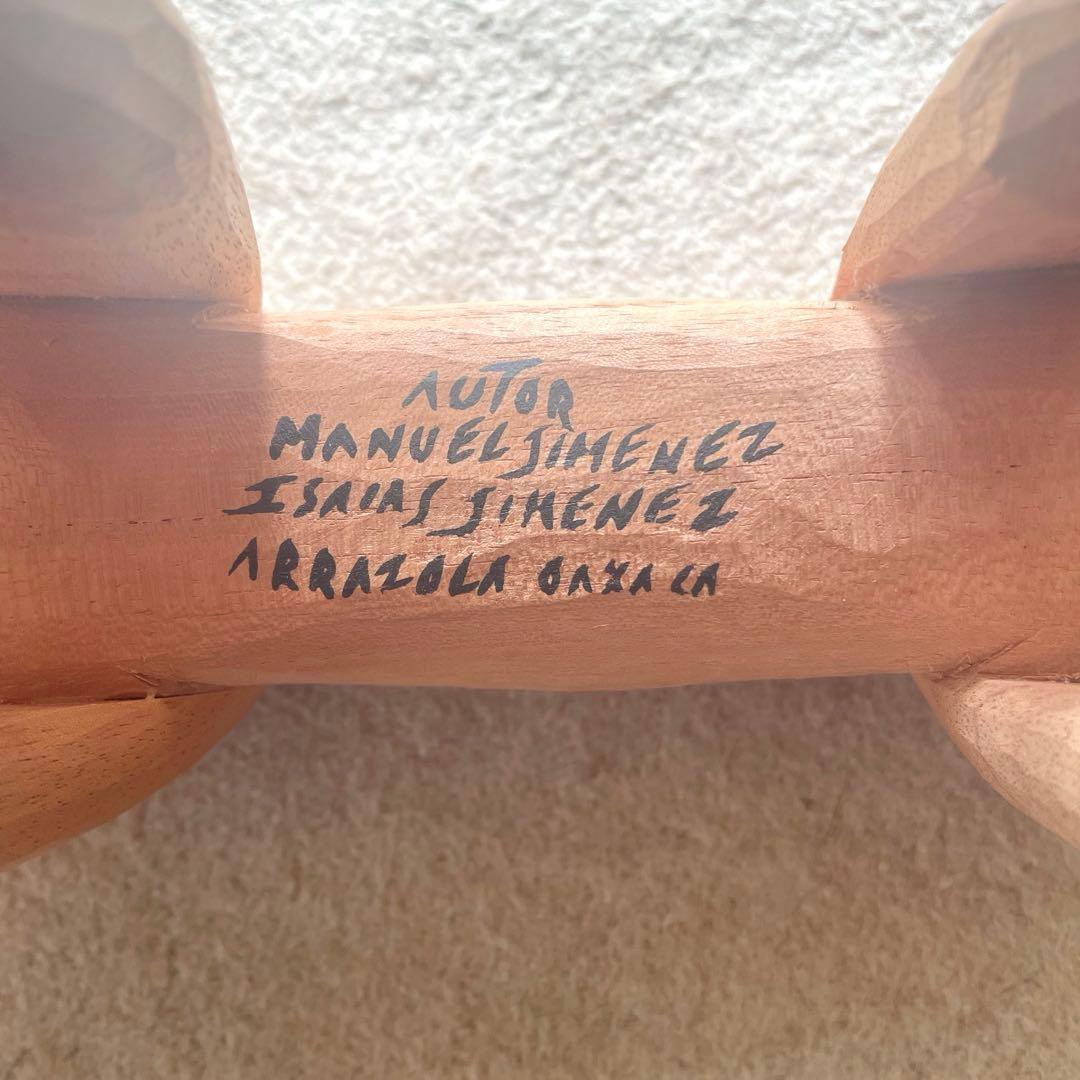 AUTOR
MANUEL JIMENEZ
ISAIAS JIMENEZ
ARRAZOLA OAXACA